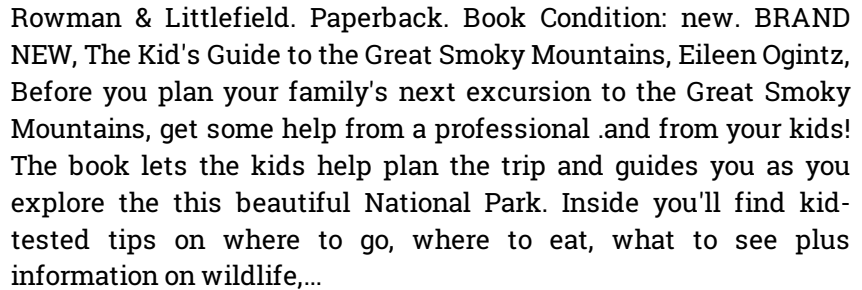 Rowman & Littlefield. Paperback. Book Condition: new. BRAND
NEW, The Kid's Guide to the Great Smoky Mountains, Eileen Ogintz,
Before you plan your family's next excursion to the Great Smoky
Mountains, get some help from a professional .and from your kids!
The book lets the kids help plan the trip and guides you as you
explore the this beautiful National Park. Inside you'll find kid-
tested tips on where to go, where to eat, what to see plus
information on wildlife,...